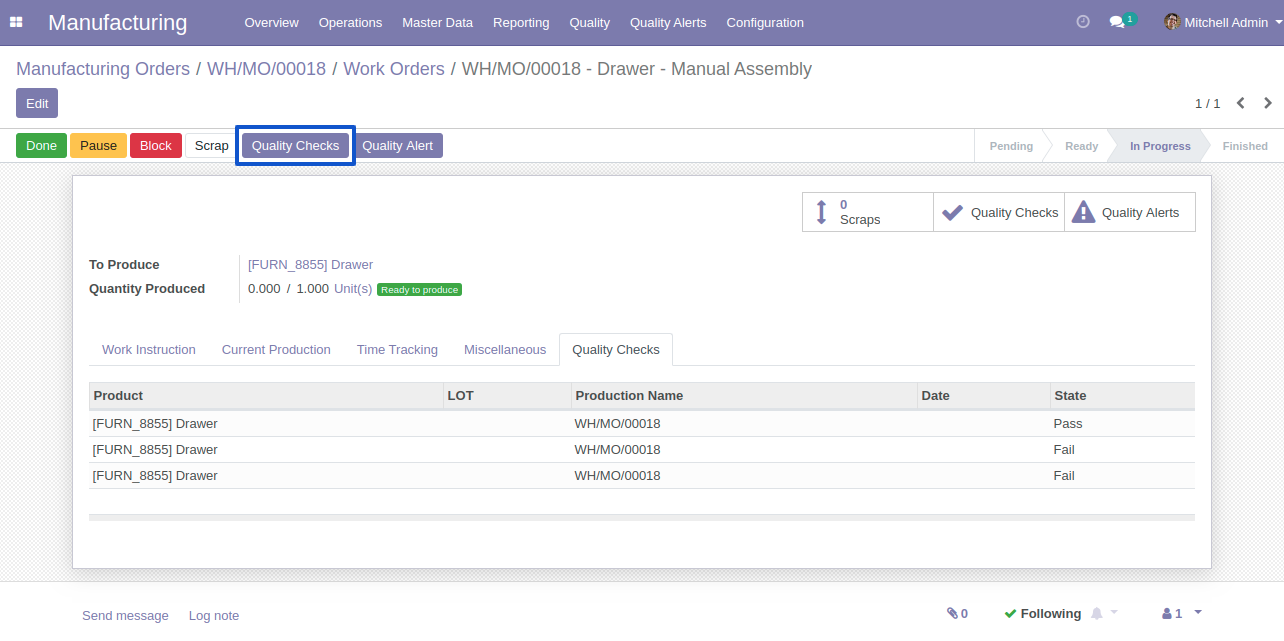 Manufacturing Overview Operations Master Data Reporting Quality Quality Alerts Configuration 1 Mitchell Admin
Manufacturing Orders / WH/MO/00018 / Work Orders / WH/MO/00018 - Drawer - Manual Assembly
Edit 1 / 1
Done Pause Block Scrap Quality Checks Quality Alert Pending Ready In Progress Finished
0 Scraps Quality Checks Quality Alerts
To Produce [FURN_8855] Drawer
Quantity Produced 0.000 / 1.000 Unit(s) Ready to produce
Work Instruction Current Production Time Tracking Miscellaneous Quality Checks
Product LOT Production Name Date State
[FURN_8855] Drawer WH/MO/00018 Pass
[FURN_8855] Drawer WH/MO/00018 Fail
[FURN_8855] Drawer WH/MO/00018 Fail
Send message Log note 0 Following 1